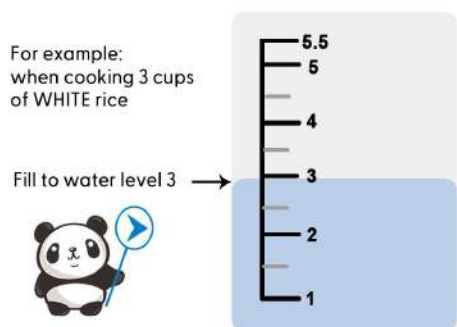 For example:
when cooking 3 cups
of WHITE rice
Fill to water level 3
5.5
5
4
3
2
1